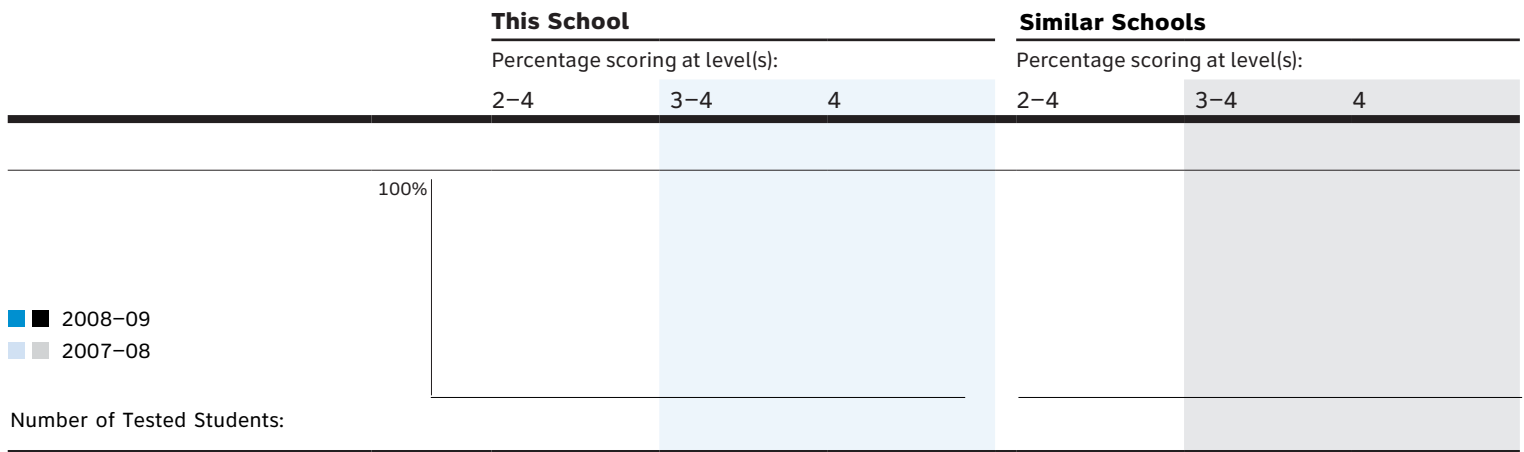 This School Similar Schools
Percentage scoring at level(s): Percentage scoring at level(s):
2–4 3–4 4 2–4 3–4 4
100%
2008–09
2007–08
Number of Tested Students: